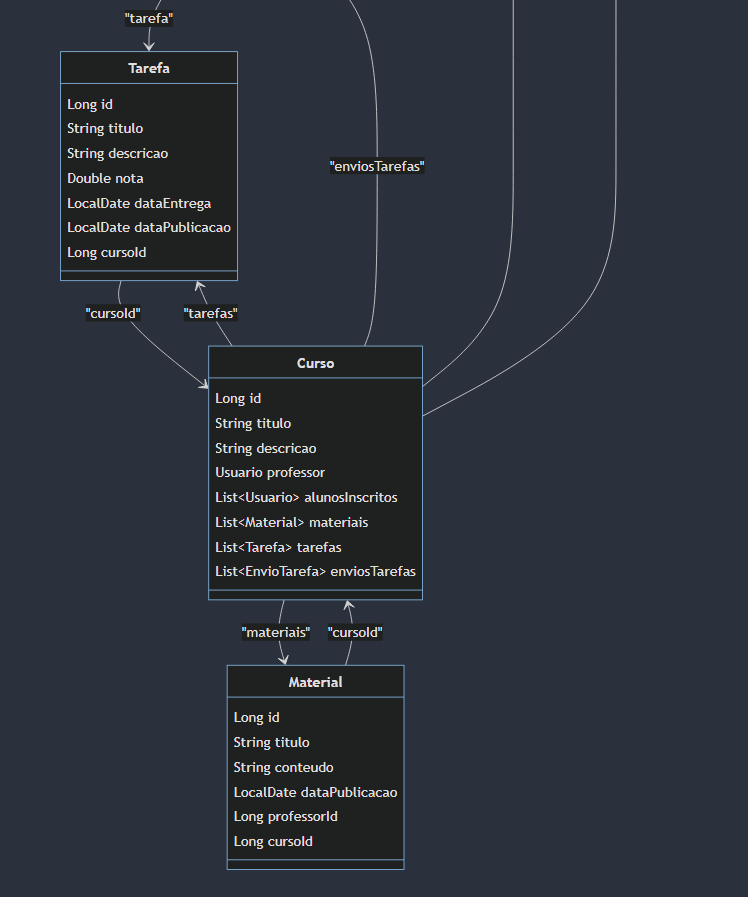 "tarefa"
Tarefa
Long id
String titulo
String descricao
Double nota
LocalDate dataEntrega
LocalDate dataPublicacao
Long cursoId
"enviosTarefas"
"cursoId"
"tarefas"
Curso
Long id
String titulo
String descricao
Usuario professor
List<Usuario> alunosInscritos
List<Material> materiais
List<Tarefa> tarefas
List<EnvioTarefa> enviosTarefas
"materiais"
"cursoId"
Material
Long id
String titulo
String conteudo
LocalDate dataPublicacao
Long professorId
Long cursoId